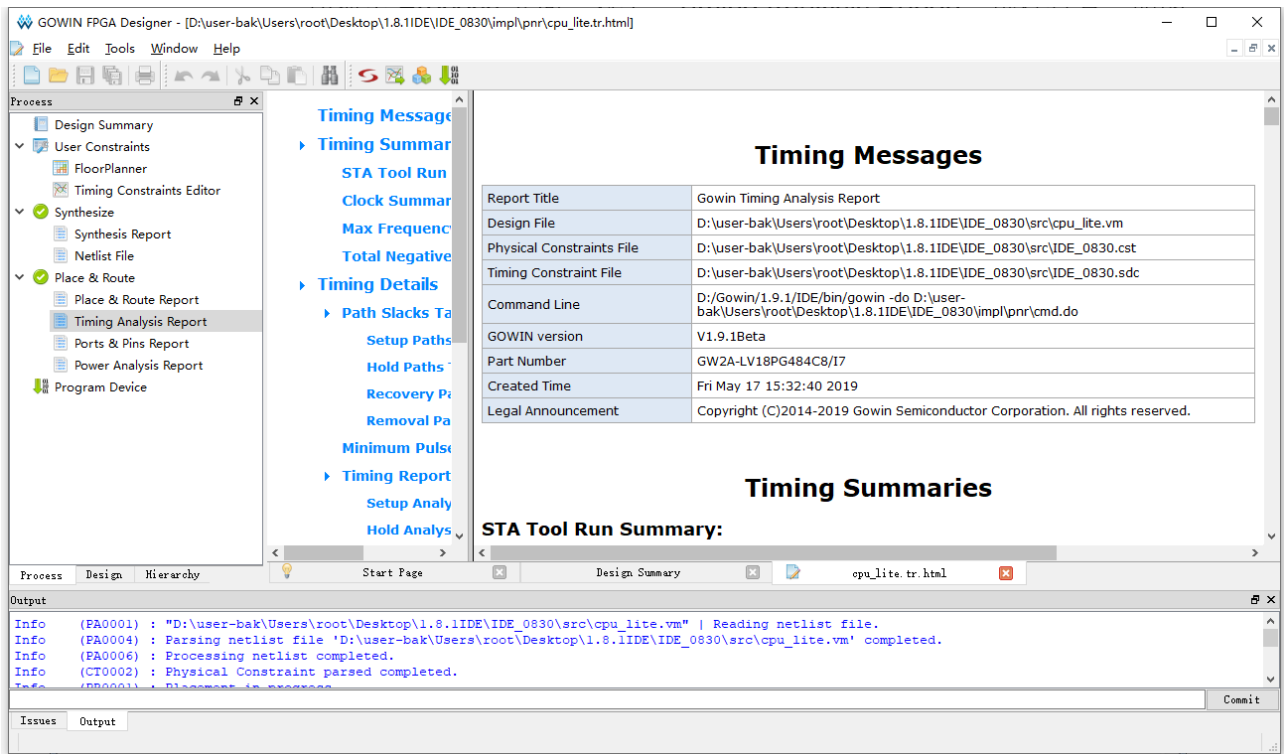 GOWIN FPGA Designer - [D:\user-bak\Users\root\Desktop\1.8.1IDE\IDE_0830\impl\pnr\cpu_lite.tr.html]
File Edit Tools Window Help
Process
Design Summary
User Constraints
FloorPlanner
Timing Constraints Editor
Synthesize
Synthesis Report
Netlist File
Place & Route
Place & Route Report
Timing Analysis Report
Ports & Pins Report
Power Analysis Report
Program Device
Process Design Hierarchy
Timing Message
Timing Summar
STA Tool Run
Clock Summar
Max Frequenc
Total Negative
Timing Details
Path Slacks Ta
Setup Paths
Hold Paths
Recovery Pa
Removal Pa
Minimum Pulse
Timing Report
Setup Analy
Hold Analys
Timing Messages
Report Title Gowin Timing Analysis Report
Design File D:\user-bak\Users\root\Desktop\1.8.1IDE\IDE_0830\src\cpu_lite.vm
Physical Constraints File D:\user-bak\Users\root\Desktop\1.8.1IDE\IDE_0830\src\IDE_0830.cst
Timing Constraint File D:\user-bak\Users\root\Desktop\1.8.1IDE\IDE_0830\src\IDE_0830.sdc
Command Line D:/Gowin/1.9.1/IDE/bin/gowin -do D:\user-
bak\Users\root\Desktop\1.8.1IDE\IDE_0830\impl\pnr\cmd.do
GOWIN version V1.9.1Beta
Part Number GW2A-LV18PG484C8/I7
Created Time Fri May 17 15:32:40 2019
Legal Announcement Copyright (C)2014-2019 Gowin Semiconductor Corporation. All rights reserved.
Timing Summaries
STA Tool Run Summary:
Start Page Design Summary cpu_lite.tr.html
Output
Info (PA0001) : "D:\user-bak\Users\root\Desktop\1.8.1IDE\IDE_0830\src\cpu_lite.vm" | Reading netlist file.
Info (PA0004) : Parsing netlist file 'D:\user-bak\Users\root\Desktop\1.8.1IDE\IDE_0830\src\cpu_lite.vm' completed.
Info (PA0006) : Processing netlist completed.
Info (CT0002) : Physical Constraint parsed completed.
Info (PR0001) : Placement in progress
Commit
Issues Output